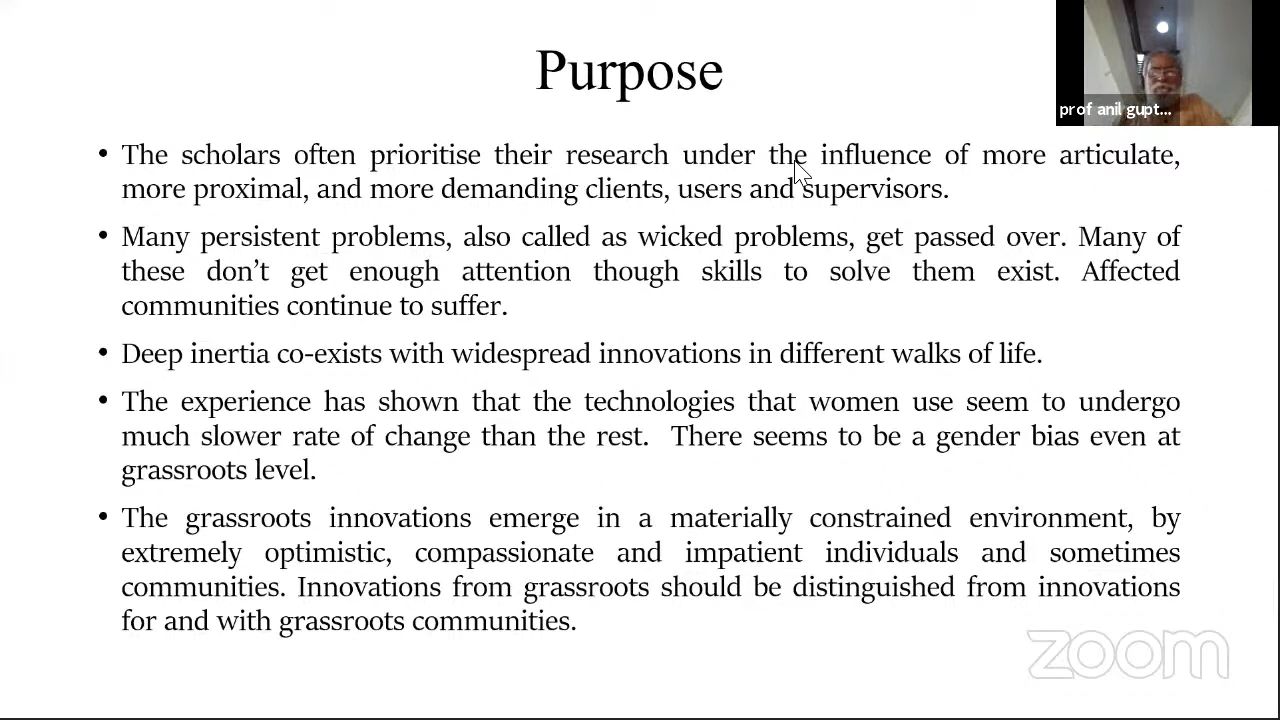 Purpose
prof anil gupt...
• The scholars often prioritise their research under the influence of more articulate,
more proximal, and more demanding clients, users and supervisors.
• Many persistent problems, also called as wicked problems, get passed over. Many of
these don’t get enough attention though skills to solve them exist. Affected
communities continue to suffer.
• Deep inertia co-exists with widespread innovations in different walks of life.
• The experience has shown that the technologies that women use seem to undergo
much slower rate of change than the rest.  There seems to be a gender bias even at
grassroots level.
• The grassroots innovations emerge in a materially constrained environment, by
extremely optimistic, compassionate and impatient individuals and sometimes
communities. Innovations from grassroots should be distinguished from innovations
for and with grassroots communities.
zoom